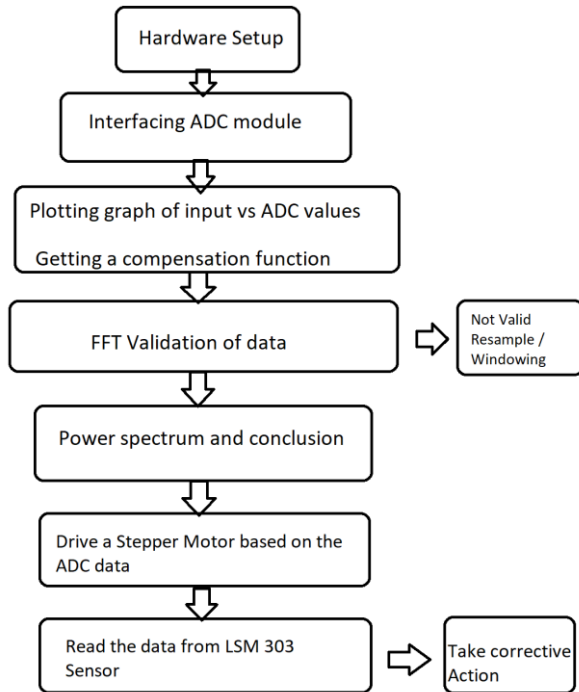 Hardware Setup
Interfacing ADC module
Plotting graph of input vs ADC values
Getting a compensation function
FFT Validation of data
Not Valid
Resample /
Windowing
Power spectrum and conclusion
Drive a Stepper Motor based on the
ADC data
Read the data from LSM 303
Sensor
Take corrective
Action